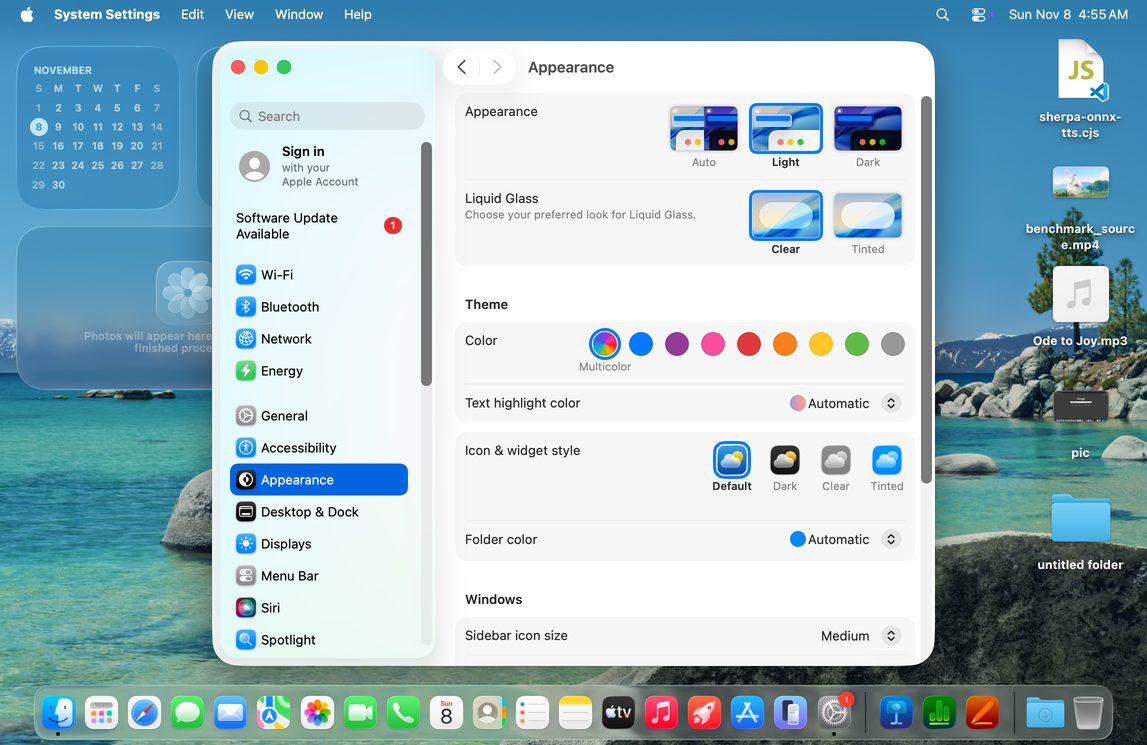 System Settings Edit View Window Help
Sun Nov 8 4:55 AM
NOVEMBER
S M T W T F S
1 2 3 4 5 6 7
8 9 10 11 12 13 14
15 16 17 18 19 20 21
22 23 24 25 26 27 28
29 30
Photos will appear here
finished proce
Search
Sign in
with your
Apple Account
Software Update
Available
1
Wi-Fi
Bluetooth
Network
Energy
General
Accessibility
Appearance
Desktop & Dock
Displays
Menu Bar
Siri
Spotlight
Appearance
Appearance
Auto
Light
Dark
Liquid Glass
Choose your preferred look for Liquid Glass.
Clear
Tinted
Theme
Color
Multicolor
Text highlight color
Automatic
Icon & widget style
Default
Dark
Clear
Tinted
Folder color
Automatic
Windows
Sidebar icon size
Medium
JS
sherpa-onnx-
tts.cjs
benchmark_sourc
e.mp4
Ode to Joy.mp3
pic
untitled folder
Sun
8
tv
1